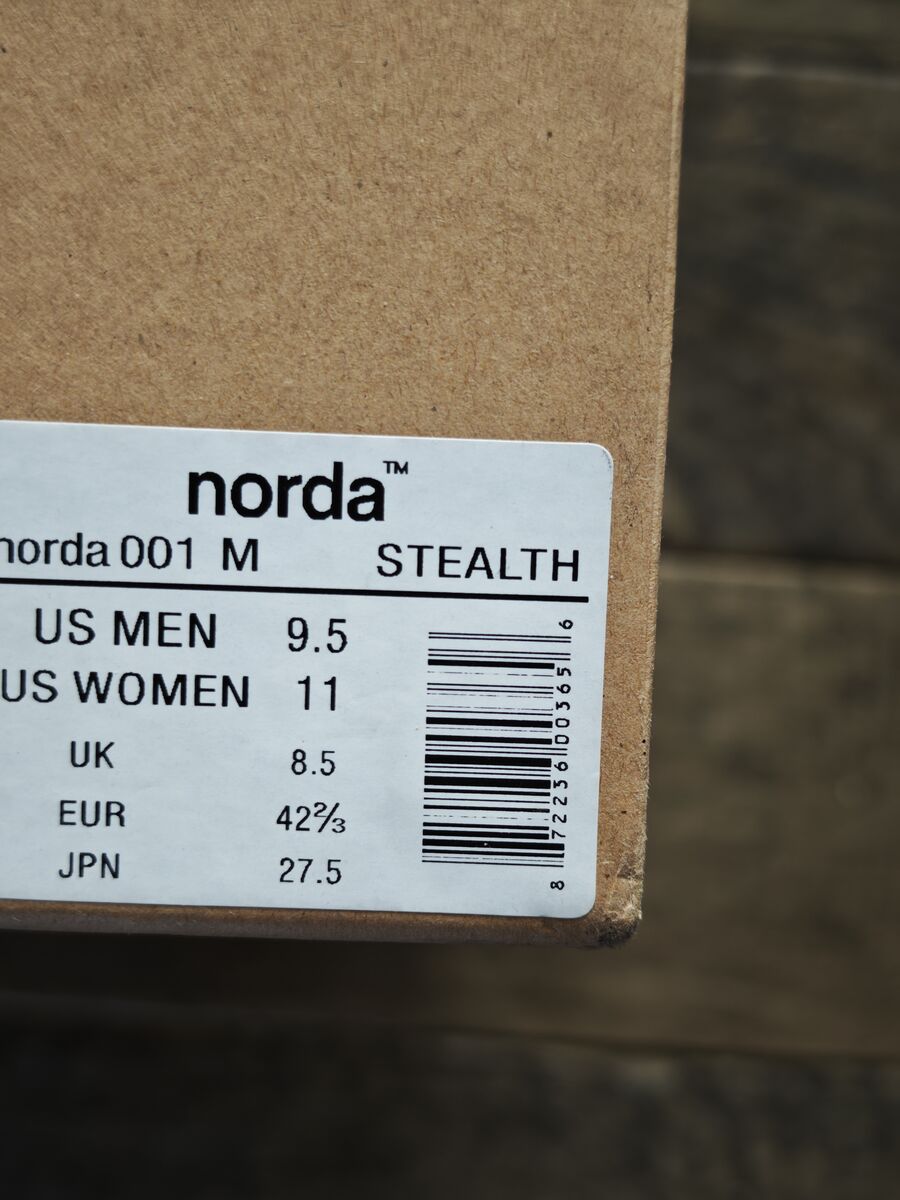 norda™
norda 001 M STEALTH
US MEN 9.5
US WOMEN 11
UK 8.5
EUR 42⅔
JPN 27.5
8 72236 00365 6